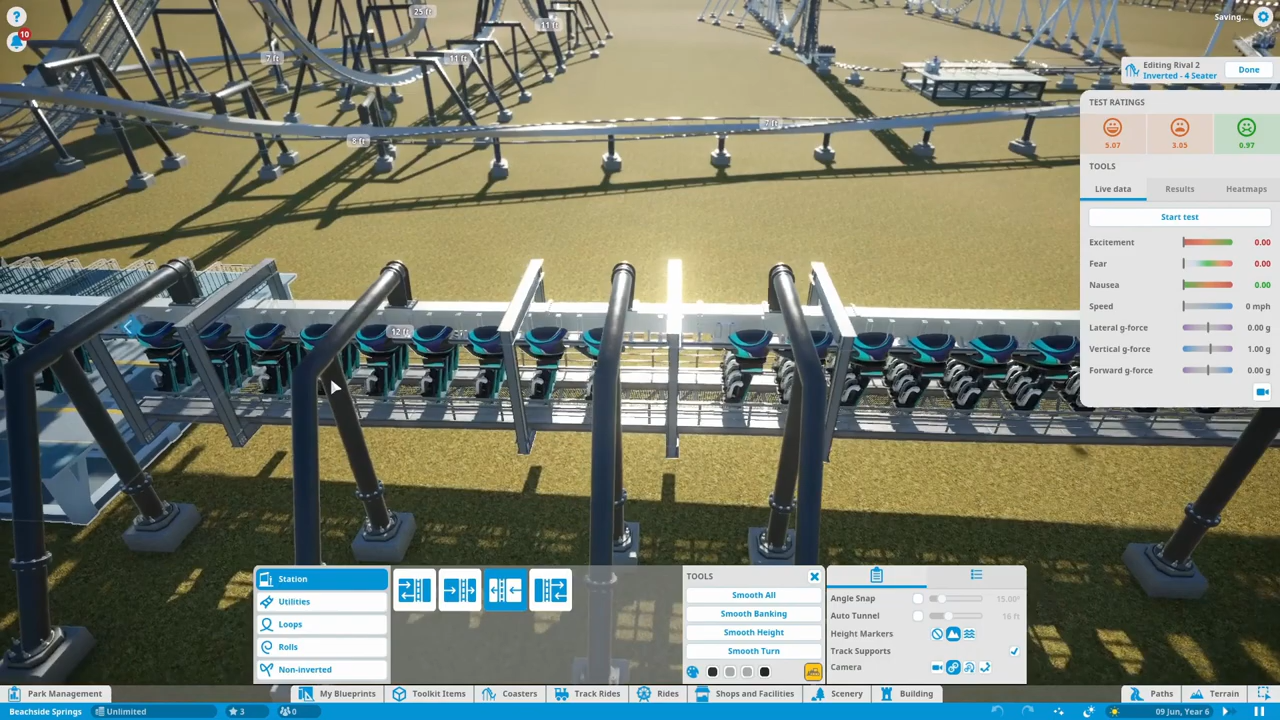 25 ft
11 ft
7 ft
11 ft
7 ft
8 ft
12 ft
10
Saving...
Editing Rival 2
Inverted - 4 Seater
Done
TEST RATINGS
5.07 3.05 0.97
TOOLS
Live data Results Heatmaps
Start test
Excitement 0.00
Fear 0.00
Nausea 0.00
Speed 0 mph
Lateral g-force 0.00 g
Vertical g-force 1.00 g
Forward g-force 0.00 g
Station
Utilities
Loops
Rolls
Non-inverted
TOOLS
Smooth All
Smooth Banking
Smooth Height
Smooth Turn
Angle Snap 15.00°
Auto Tunnel 16 ft
Height Markers
Track Supports
Camera
Park Management My Blueprints Toolkit Items Coasters Track Rides Rides Shops and Facilities Scenery Building Paths Terrain
Beachside Springs Unlimited 3 0 09 Jun, Year 6